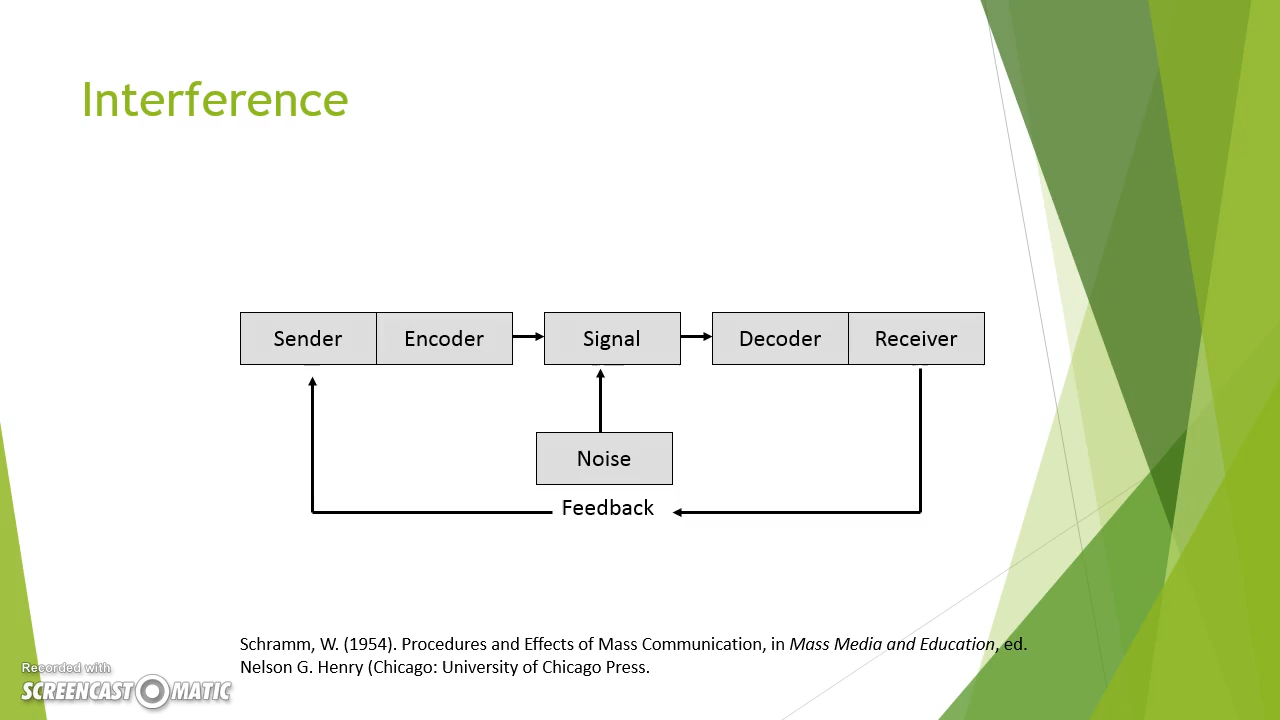 Interference
Sender Encoder Signal Decoder Receiver
Noise
Feedback
Schramm, W. (1954). Procedures and Effects of Mass Communication, in Mass Media and Education, ed.
Nelson G. Henry (Chicago: University of Chicago Press.
Recorded with
SCREENCAST MATIC